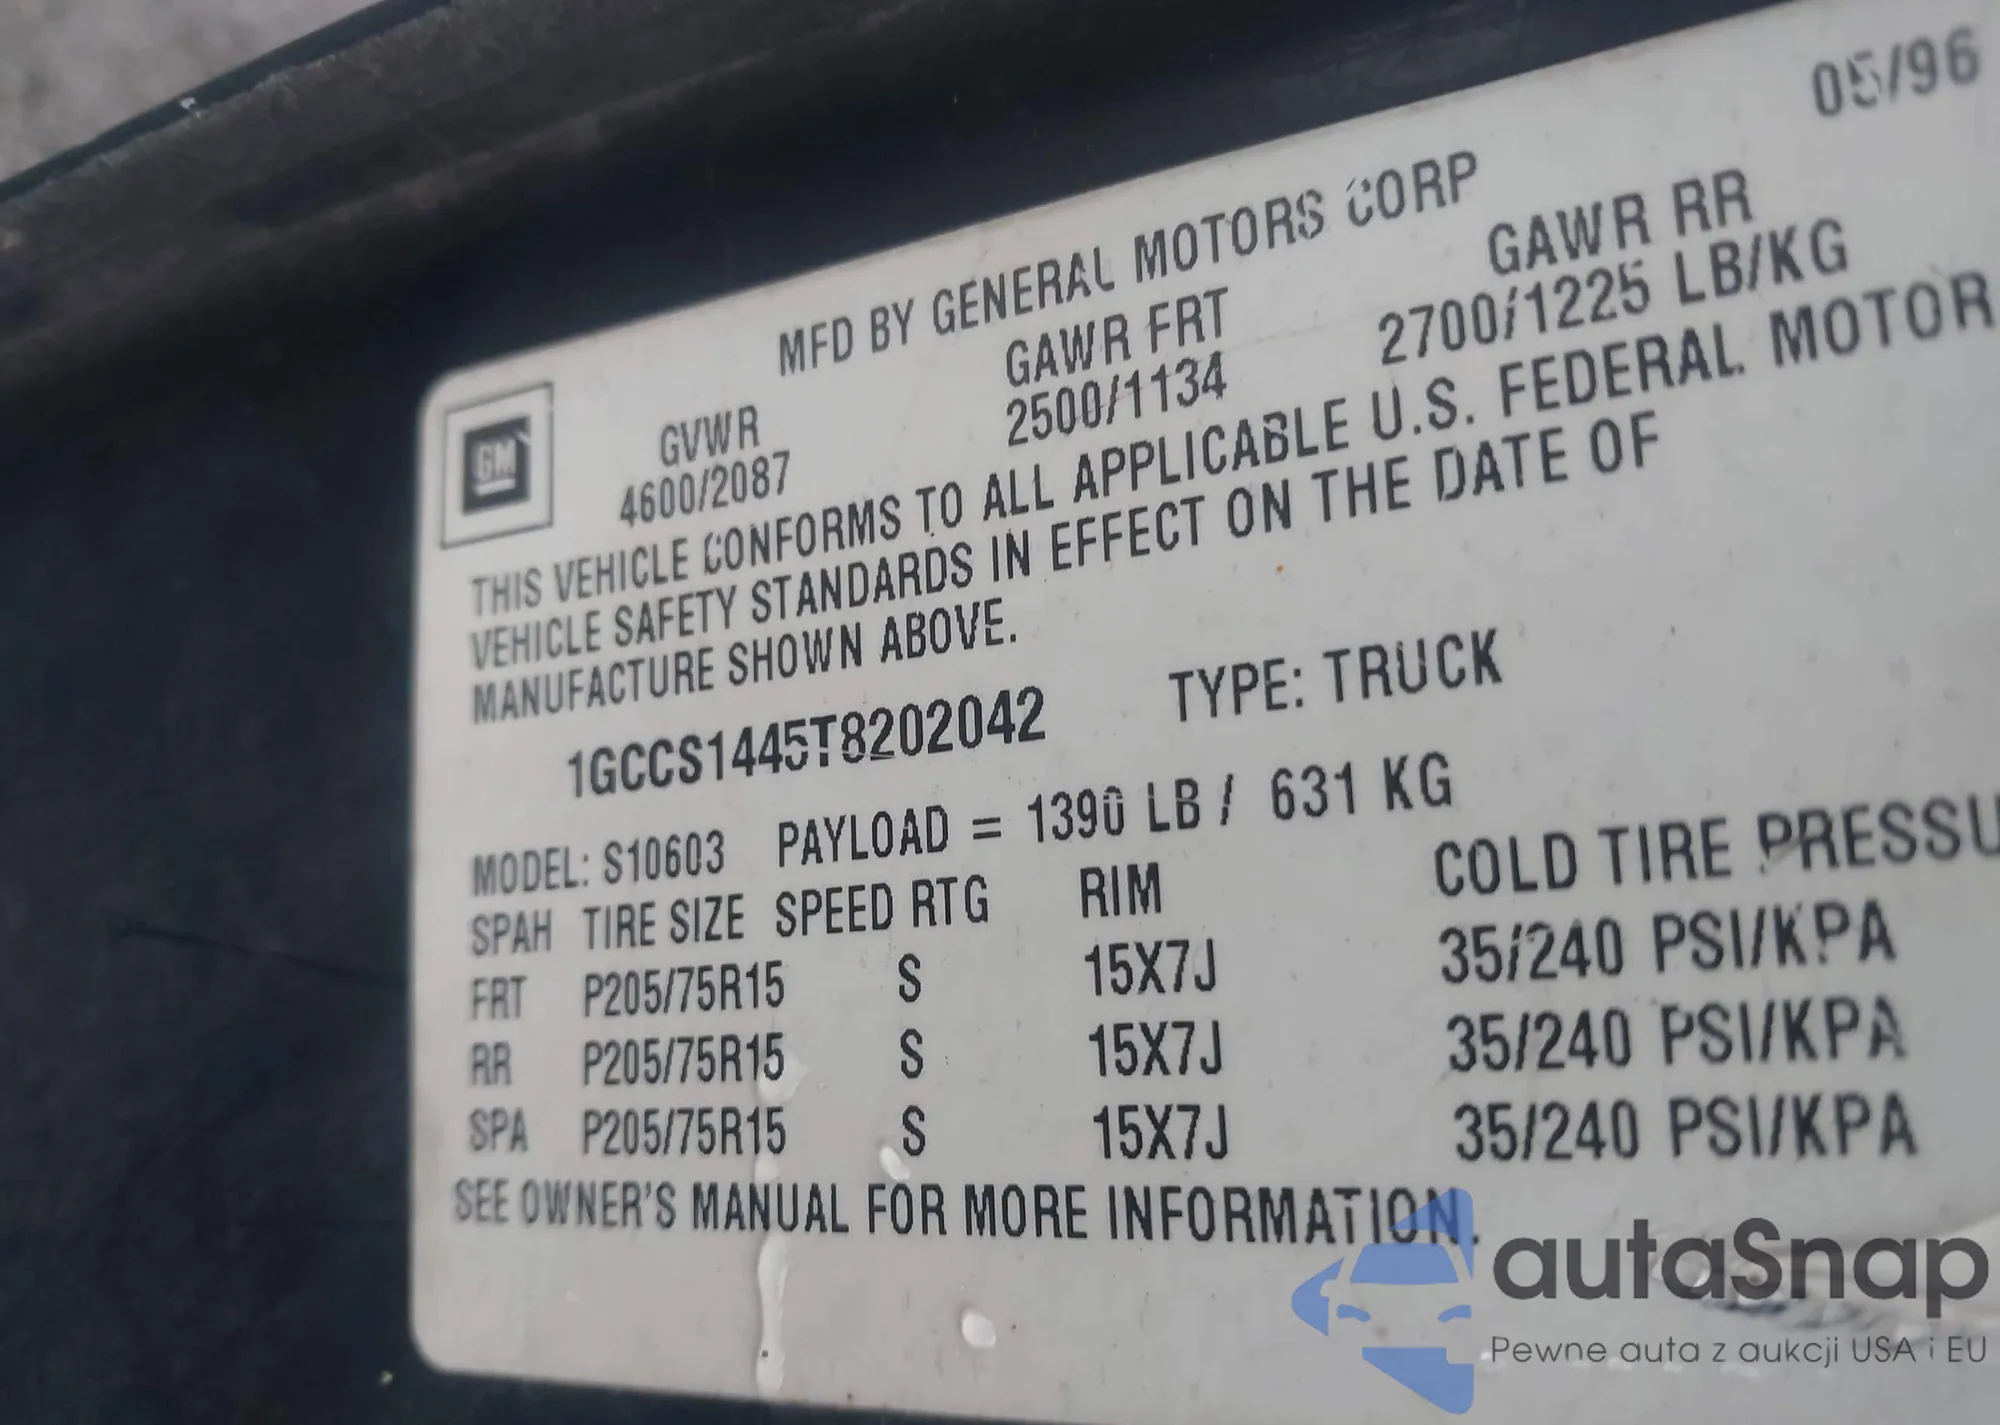 05/96
MFD BY GENERAL MOTORS CORP
GM
GVWR GAWR FRT GAWR RR
4600/2087 2500/1134 2700/1225 LB/KG
THIS VEHICLE CONFORMS TO ALL APPLICABLE U.S. FEDERAL MOTOR
VEHICLE SAFETY STANDARDS IN EFFECT ON THE DATE OF
MANUFACTURE SHOWN ABOVE.
1GCCS1445T8202042 TYPE: TRUCK
MODEL: S10603 PAYLOAD = 1390 LB / 631 KG
SPAH TIRE SIZE SPEED RTG RIM COLD TIRE PRESSU
FRT P205/75R15 S 15X7J 35/240 PSI/KPA
RR P205/75R15 S 15X7J 35/240 PSI/KPA
SPA P205/75R15 S 15X7J 35/240 PSI/KPA
SEE OWNER'S MANUAL FOR MORE INFORMATION.
autaSnap
Pewne auta z aukcji USA i EU